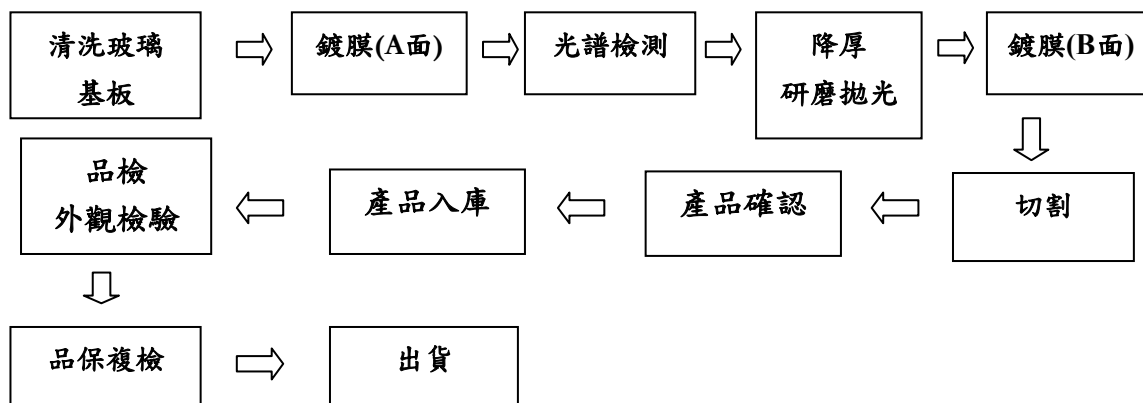 清洗玻璃
基板
鍍膜(A面)
光譜檢測
降厚
研磨拋光
鍍膜(B面)
切割
產品確認
產品入庫
品檢
外觀檢驗
品保複檢
出貨